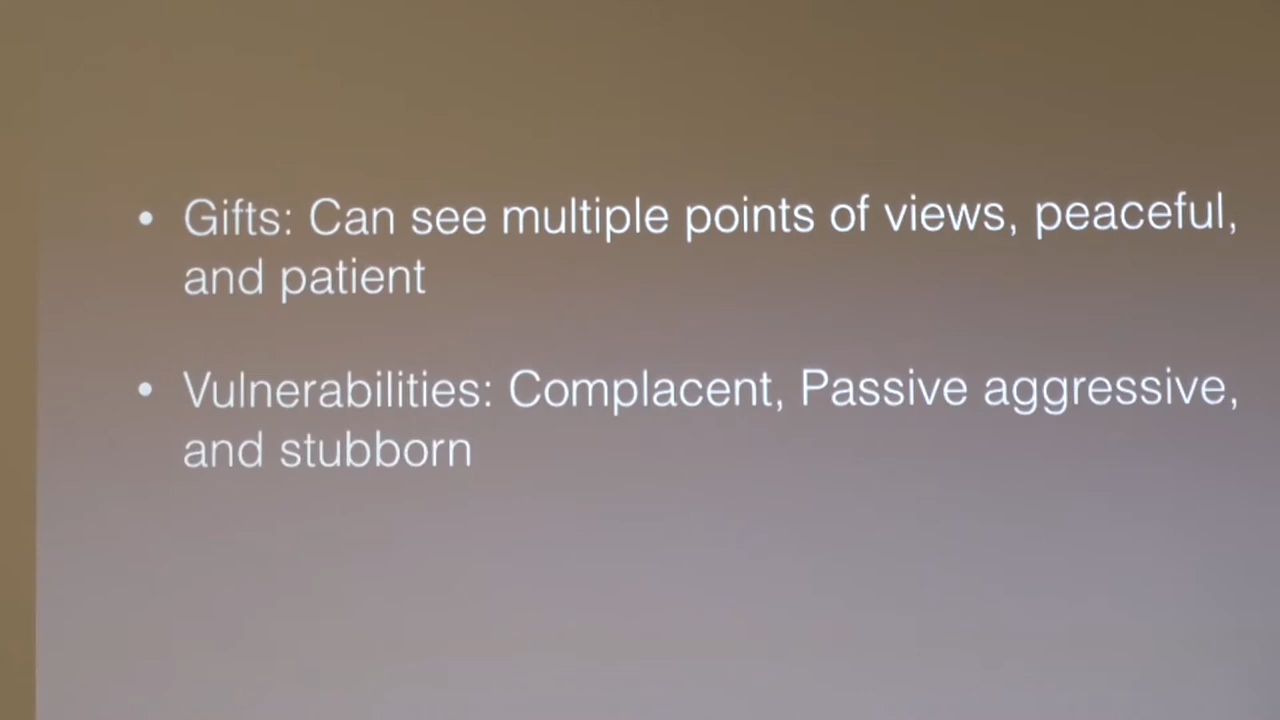 • Gifts: Can see multiple points of views, peaceful,
and patient
• Vulnerabilities: Complacent, Passive aggressive,
and stubborn